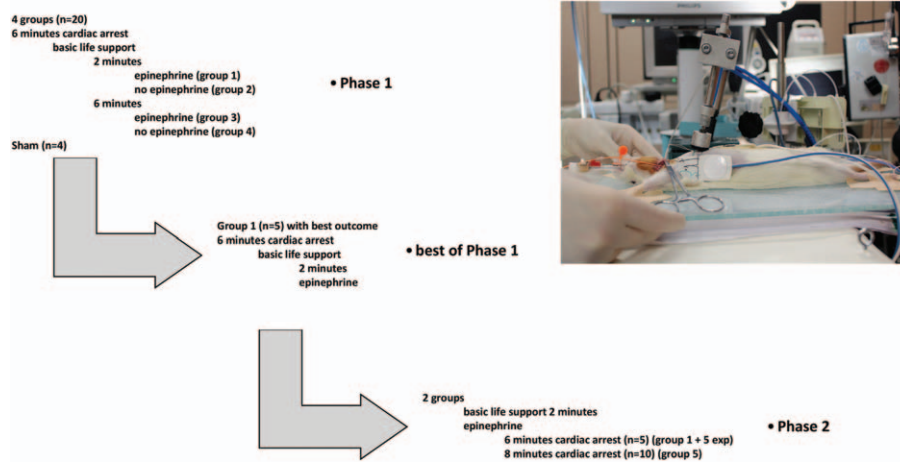 4 groups (n=20)
6 minutes cardiac arrest
basic life support
2 minutes
epinephrine (group 1)
no epinephrine (group 2)
6 minutes
epinephrine (group 3)
no epinephrine (group 4)
Sham (n=4)
• Phase 1
PHILIPS
Group 1 (n=5) with best outcome
6 minutes cardiac arrest
basic life support
2 minutes
epinephrine
• best of Phase 1
2 groups
basic life support 2 minutes
epinephrine
6 minutes cardiac arrest (n=5) (group 1 + 5 exp)
8 minutes cardiac arrest (n=10) (group 5)
• Phase 2